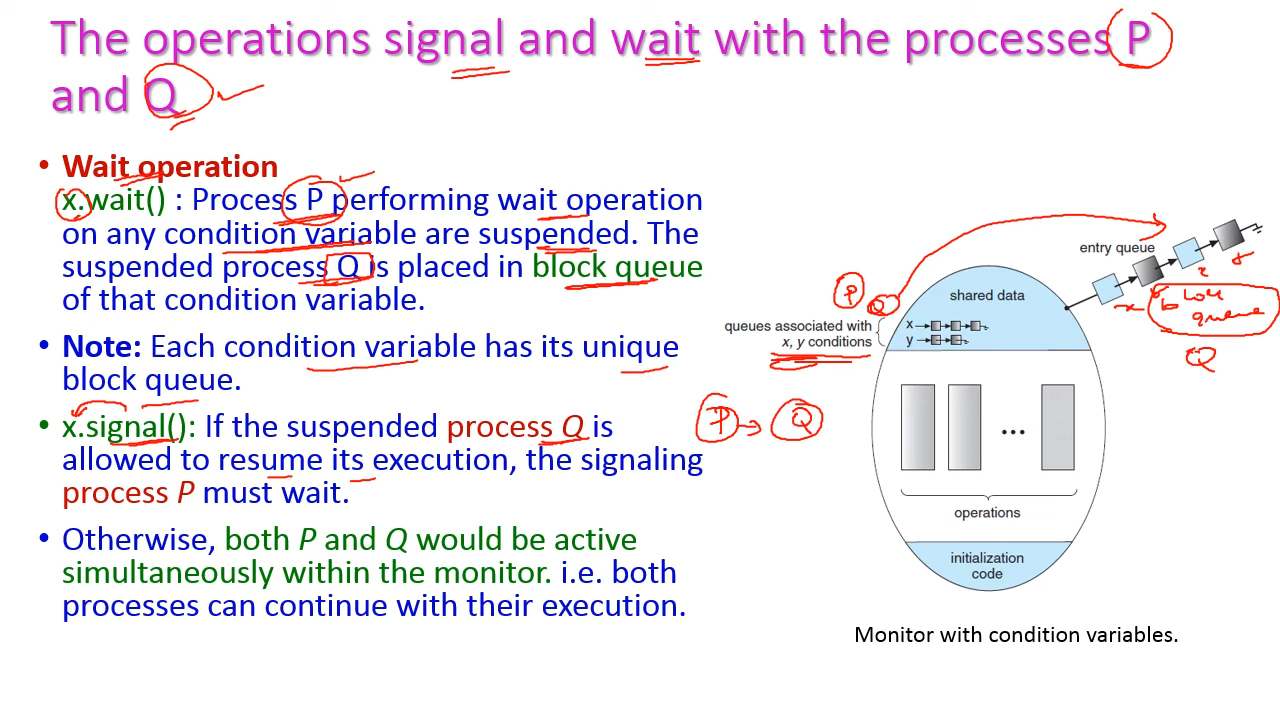 The operations signal and wait with the processes P
and Q
• Wait operation
x.wait() : Process P performing wait operation
on any condition variable are suspended. The
suspended process Q is placed in block queue
of that condition variable.
• Note: Each condition variable has its unique
block queue.
• x.signal(): If the suspended process Q is
allowed to resume its execution, the signaling
process P must wait.
• Otherwise, both P and Q would be active
simultaneously within the monitor. i.e. both
processes can continue with their execution.
entry queue
shared data
P
Q
queues associated with
x, y conditions
x
y
queue
Q
P → Q
...
operations
initialization
code
Monitor with condition variables.